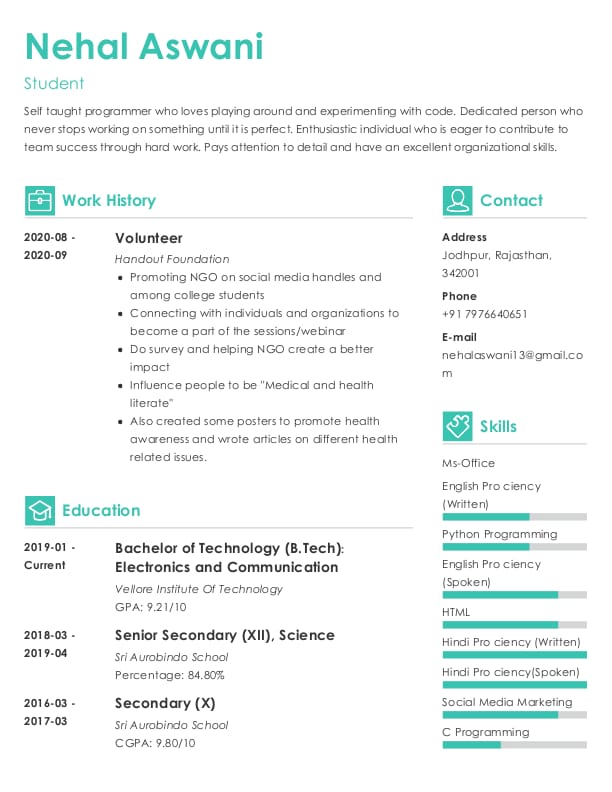 Nehal Aswani
Student
Self taught programmer who loves playing around and experimenting with code. Dedicated person who
never stops working on something until it is perfect. Enthusiastic individual who is eager to contribute to
team success through hard work. Pays attention to detail and have an excellent organizational skills.
Work History
2020-08 -
2020-09
Volunteer
Handout Foundation
Promoting NGO on social media handles and
among college students
Connecting with individuals and organizations to
become a part of the sessions/webinar
Do survey and helping NGO create a better
impact
Influence people to be "Medical and health
literate"
Also created some posters to promote health
awareness and wrote articles on different health
related issues.
Education
2019-01 -
Current
Bachelor of Technology (B.Tech):
Electronics and Communication
Vellore Institute Of Technology
GPA: 9.21/10
2018-03 -
2019-04
Senior Secondary (XII), Science
Sri Aurobindo School
Percentage: 84.80%
2016-03 -
2017-03
Secondary (X)
Sri Aurobindo School
CGPA: 9.80/10
Contact
Address
Jodhpur, Rajasthan,
342001
Phone
+91 7976640651
E-mail
nehalaswani13@gmail.co
m
Skills
Ms-Office
English Pro ciency
(Written)
Python Programming
English Pro ciency
(Spoken)
HTML
Hindi Pro ciency (Written)
Hindi Pro ciency(Spoken)
Social Media Marketing
C Programming